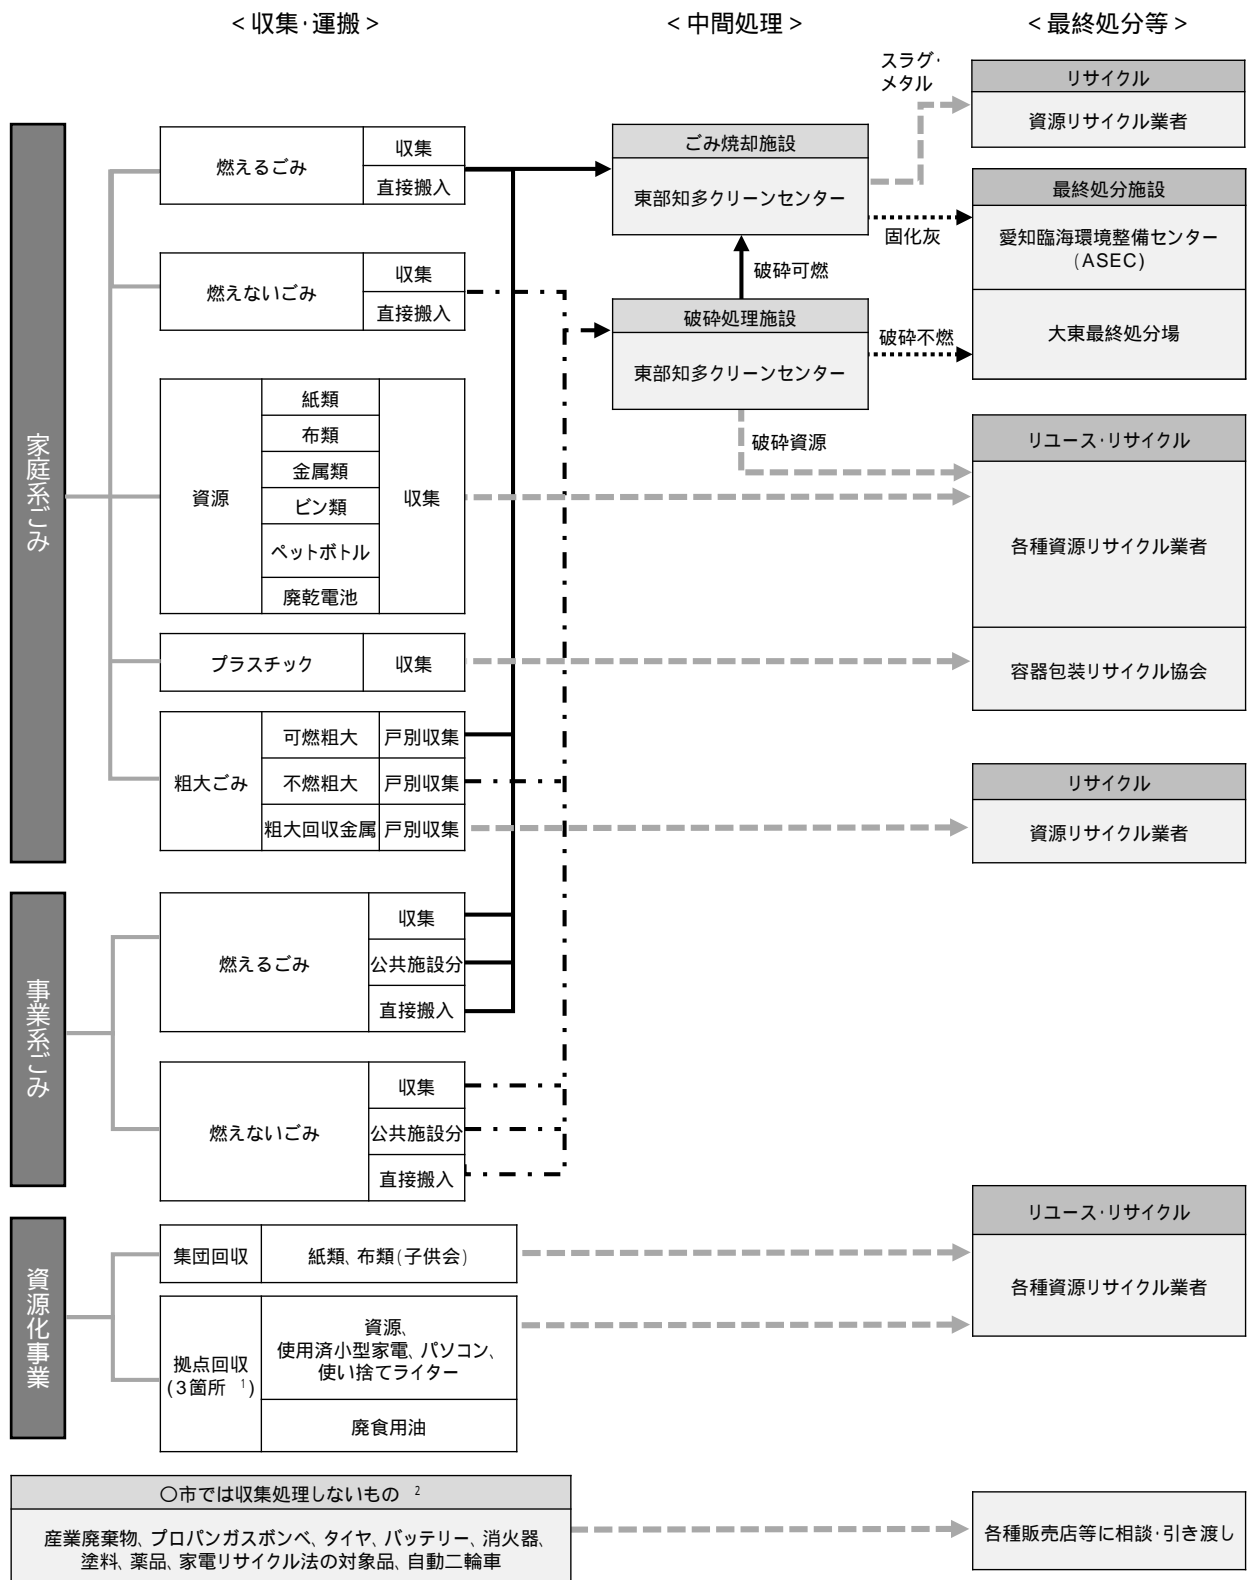 ＜収集･運搬＞
＜中間処理＞
＜最終処分等＞
スラグ･
メタル
リサイクル
資源リサイクル業者
家庭系ごみ
燃えるごみ
収集
直接搬入
ごみ焼却施設
東部知多クリーンセンター
固化灰
最終処分施設
愛知臨海環境整備センター
(ASEC)
大東最終処分場
燃えないごみ
収集
直接搬入
破砕可燃
破砕処理施設
東部知多クリーンセンター
破砕不燃
破砕資源
資源
紙類
布類
金属類
ビン類
ペットボトル
廃乾電池
収集
リユース･リサイクル
各種資源リサイクル業者
容器包装リサイクル協会
プラスチック
収集
粗大ごみ
可燃粗大
戸別収集
不燃粗大
戸別収集
粗大回収金属
戸別収集
リサイクル
資源リサイクル業者
事業系ごみ
燃えるごみ
収集
公共施設分
直接搬入
燃えないごみ
収集
公共施設分
直接搬入
資源化事業
集団回収
紙類、布類(子供会)
拠点回収
(3箇所 1)
資源、
使用済小型家電、パソコン、
使い捨てライター
廃食用油
リユース･リサイクル
各種資源リサイクル業者
○市では収集処理しないもの 2
産業廃棄物、プロパンガスボンベ、タイヤ、バッテリー、消火器、
塗料、薬品、家電リサイクル法の対象品、自動二輪車
各種販売店等に相談･引き渡し